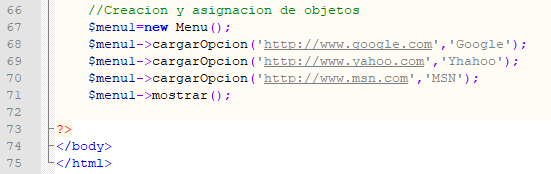 66 //Creacion y asignacion de objetos
67 $menu1=new Menu();
68 $menu1->cargarOpcion('http://www.google.com','Google');
69 $menu1->cargarOpcion('http://www.yahoo.com','Yhahoo');
70 $menu1->cargarOpcion('http://www.msn.com','MSN');
71 $menu1->mostrar();
72
73 ?>
74 </body>
75 </html>